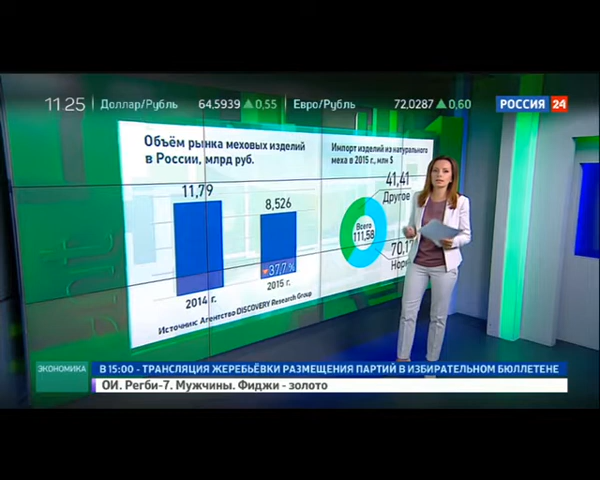 11:25 Доллар/Рубль 64,5939 ▲0,55 Евро/Рубль 72,0287 ▲0,60 РОССИЯ 24
Объём рынка меховых изделий
в России, млрд руб.
11,79
8,526
37,7 %
2014 г.
2015 г.
Источник: Агентство DISCOVERY Research Group
Импорт изделий из натурального
меха в 2015 г., млн $
41,41
Другое
Всего
111,58
70,17
ЭКОНОМИКА
В 15:00 - ТРАНСЛЯЦИЯ ЖЕРЕБЬЁВКИ РАЗМЕЩЕНИЯ ПАРТИЙ В ИЗБИРАТЕЛЬНОМ БЮЛЛЕТЕНЕ
ОИ. Регби-7. Мужчины. Фиджи - золото